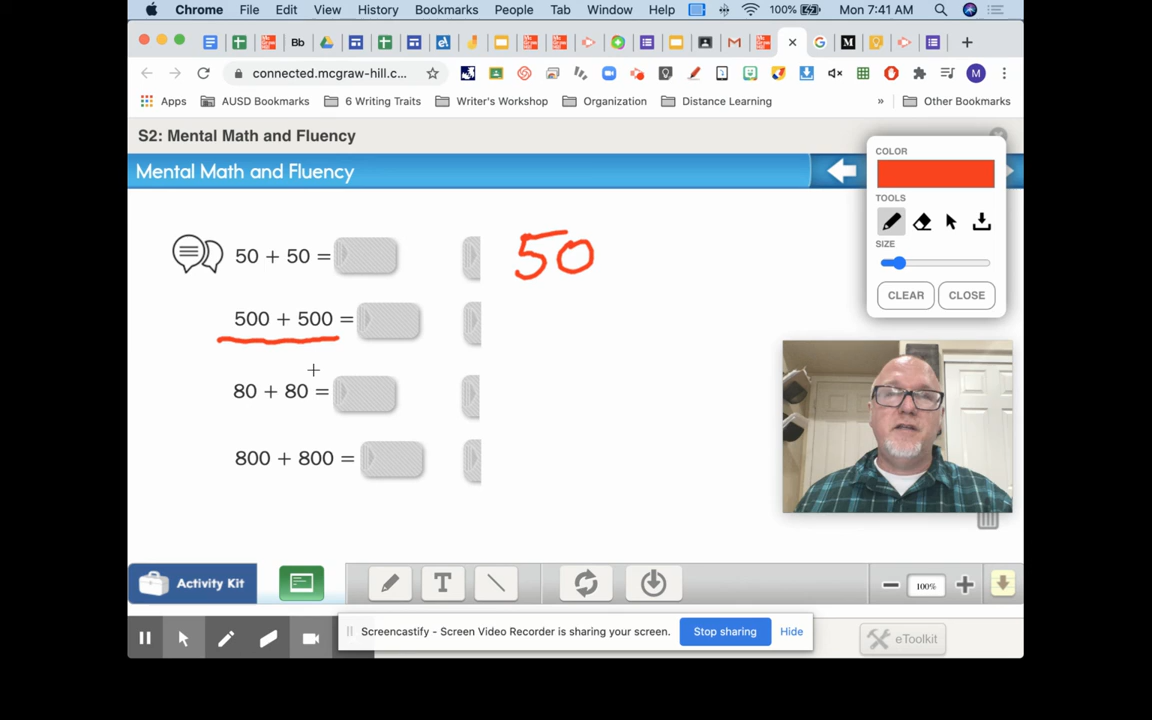 Chrome File Edit View History Bookmarks People Tab Window Help 100% Mon 7:41 AM
connected.mcgraw-hill.c...
Apps AUSD Bookmarks 6 Writing Traits Writer's Workshop Organization Distance Learning » Other Bookmarks
S2: Mental Math and Fluency
Mental Math and Fluency
COLOR
TOOLS
SIZE
CLEAR CLOSE
50 + 50 =
50
500 + 500 =
80 + 80 =
800 + 800 =
Activity Kit T 100%
Screencastify - Screen Video Recorder is sharing your screen. Stop sharing Hide
eToolkit